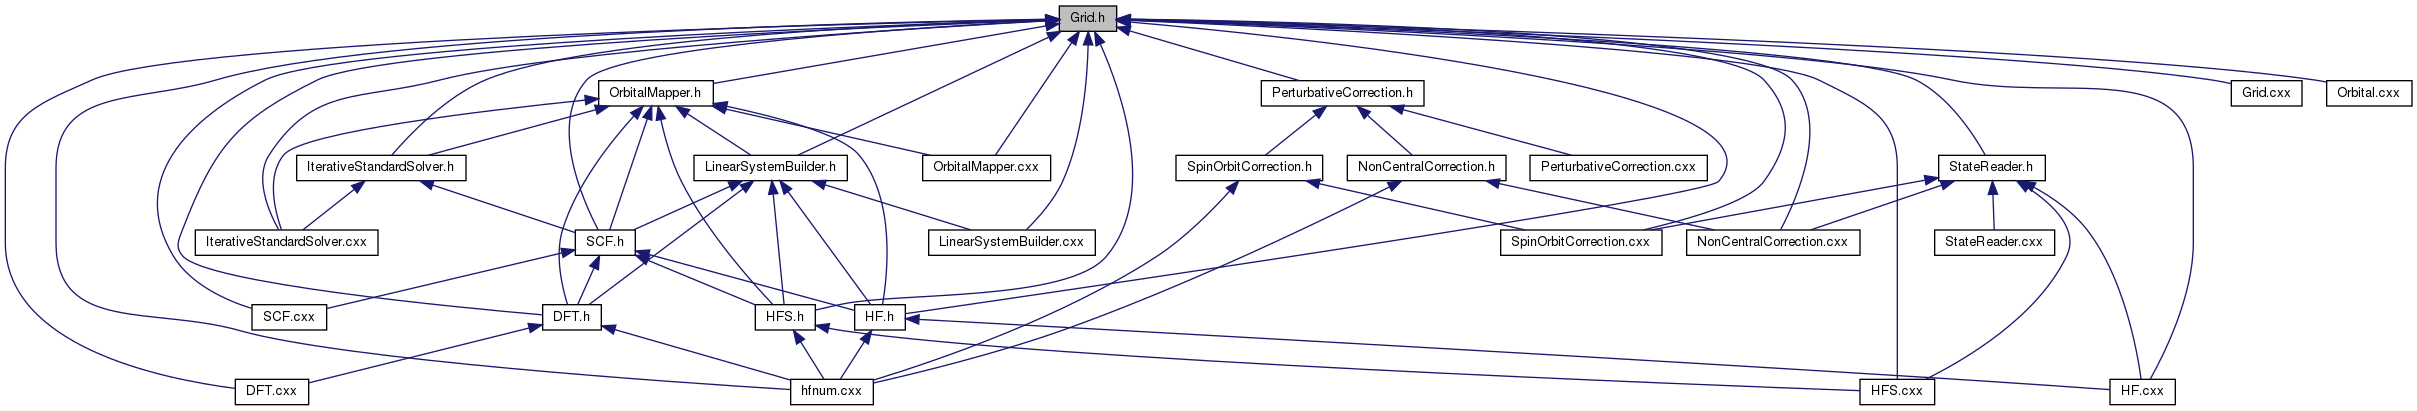 Grid.h
OrbitalMapper.h
PerturbativeCorrection.h
Grid.cxx
Orbital.cxx
IterativeStandardSolver.h
LinearSystemBuilder.h
OrbitalMapper.cxx
SpinOrbitCorrection.h
NonCentralCorrection.h
PerturbativeCorrection.cxx
StateReader.h
IterativeStandardSolver.cxx
SCF.h
LinearSystemBuilder.cxx
SpinOrbitCorrection.cxx
NonCentralCorrection.cxx
StateReader.cxx
SCF.cxx
DFT.h
HFS.h
HF.h
DFT.cxx
hfnum.cxx
HFS.cxx
HF.cxx